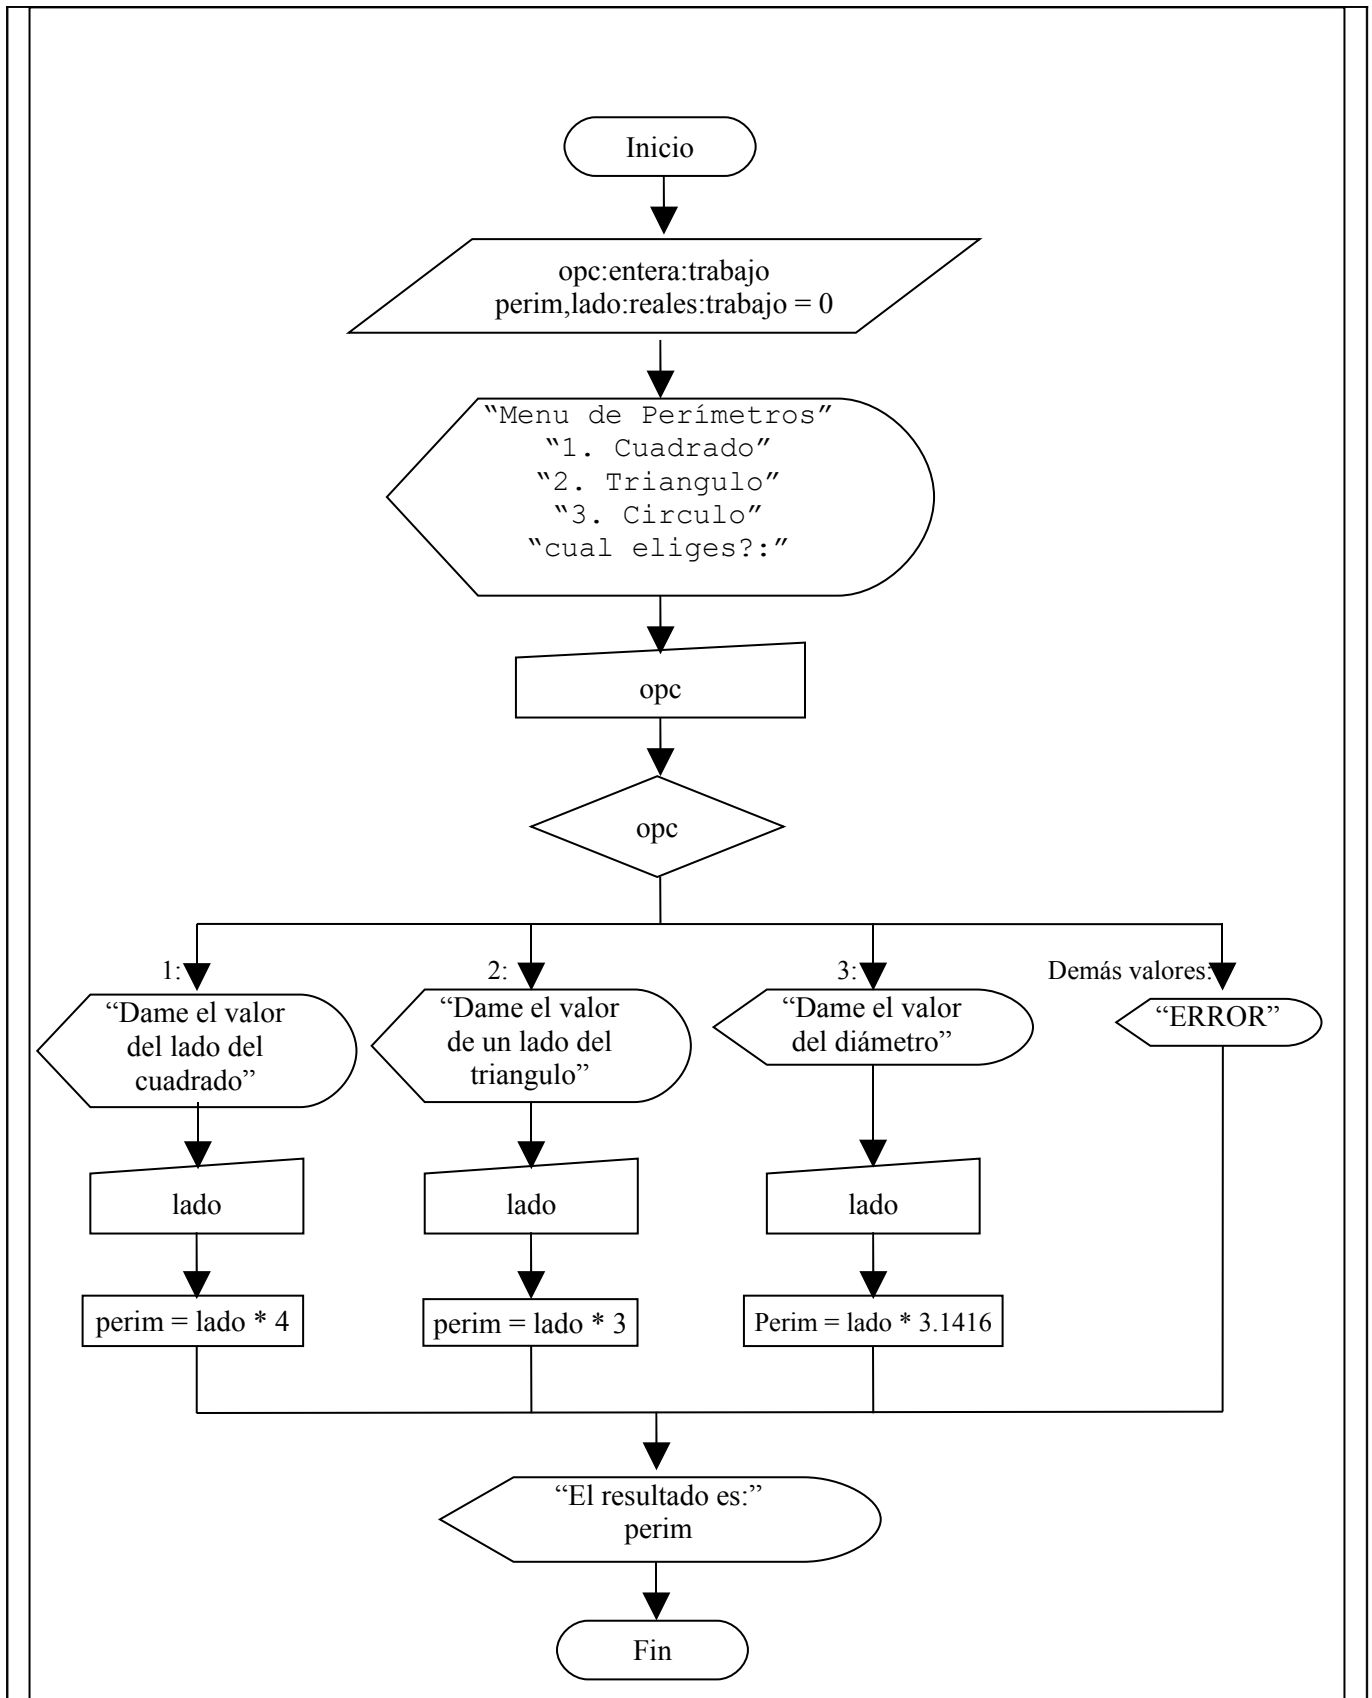 Inicio
opc:entera:trabajo
perim,lado:reales:trabajo = 0
“Menu de Perímetros”
“1. Cuadrado”
“2. Triangulo”
“3. Circulo”
“cual eliges?:”
opc
opc
1:
“Dame el valor
del lado del
cuadrado”
lado
perim = lado * 4
2:
“Dame el valor
de un lado del
triangulo”
lado
perim = lado * 3
3:
“Dame el valor
del diámetro”
lado
Perim = lado * 3.1416
Demás valores:
“ERROR”
“El resultado es:”
perim
Fin